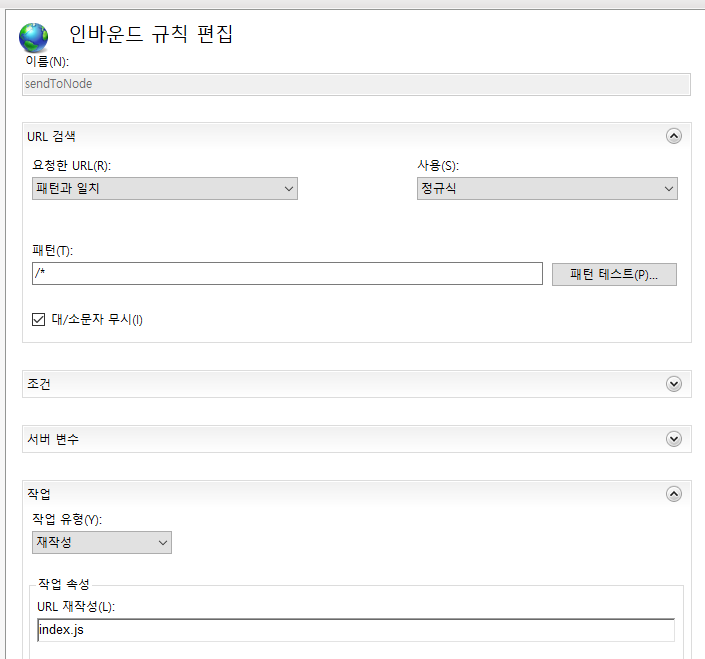 인바운드 규칙 편집
이름(N):
sendToNode
URL 검색
요청한 URL(R):
사용(S):
패턴과 일치
정규식
패턴(T):
/*
패턴 테스트(P)...
대/소문자 무시(I)
조건
서버 변수
작업
작업 유형(Y):
재작성
작업 속성
URL 재작성(L):
index.js